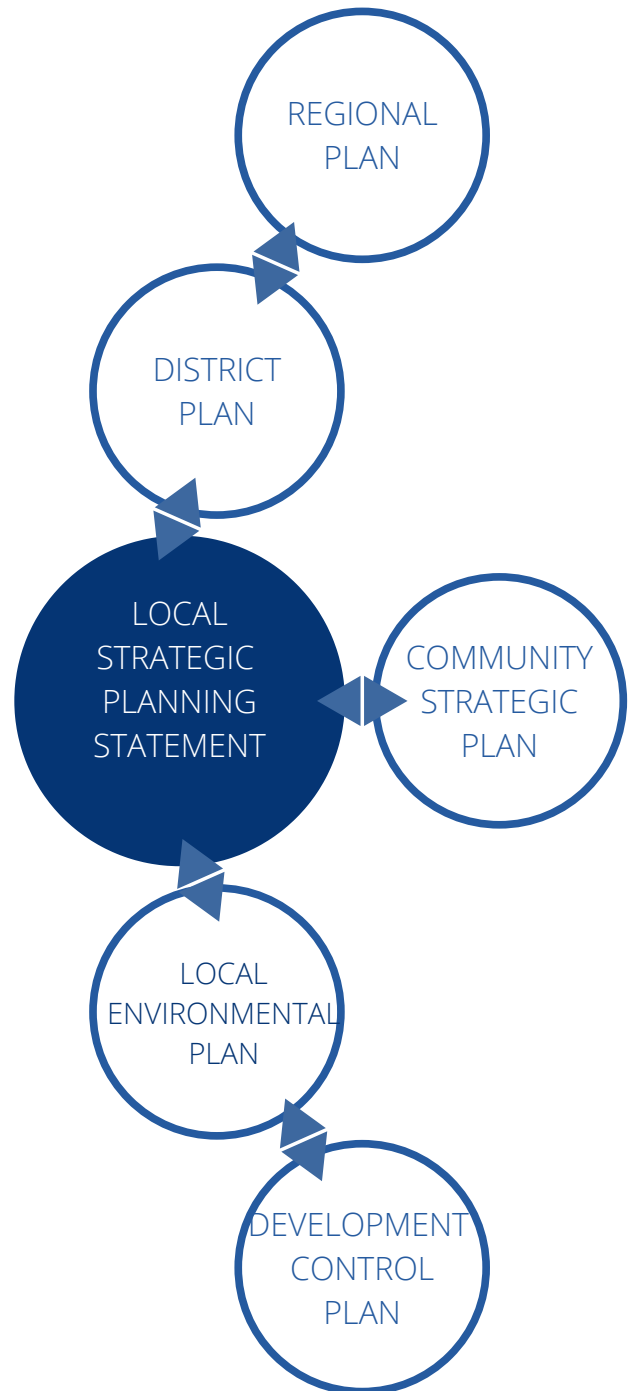 REGIONAL
PLAN
DISTRICT
PLAN
LOCAL
STRATEGIC
PLANNING
STATEMENT
COMMUNITY
STRATEGIC
PLAN
LOCAL
ENVIRONMENTAL
PLAN
DEVELOPMENT
CONTROL
PLAN